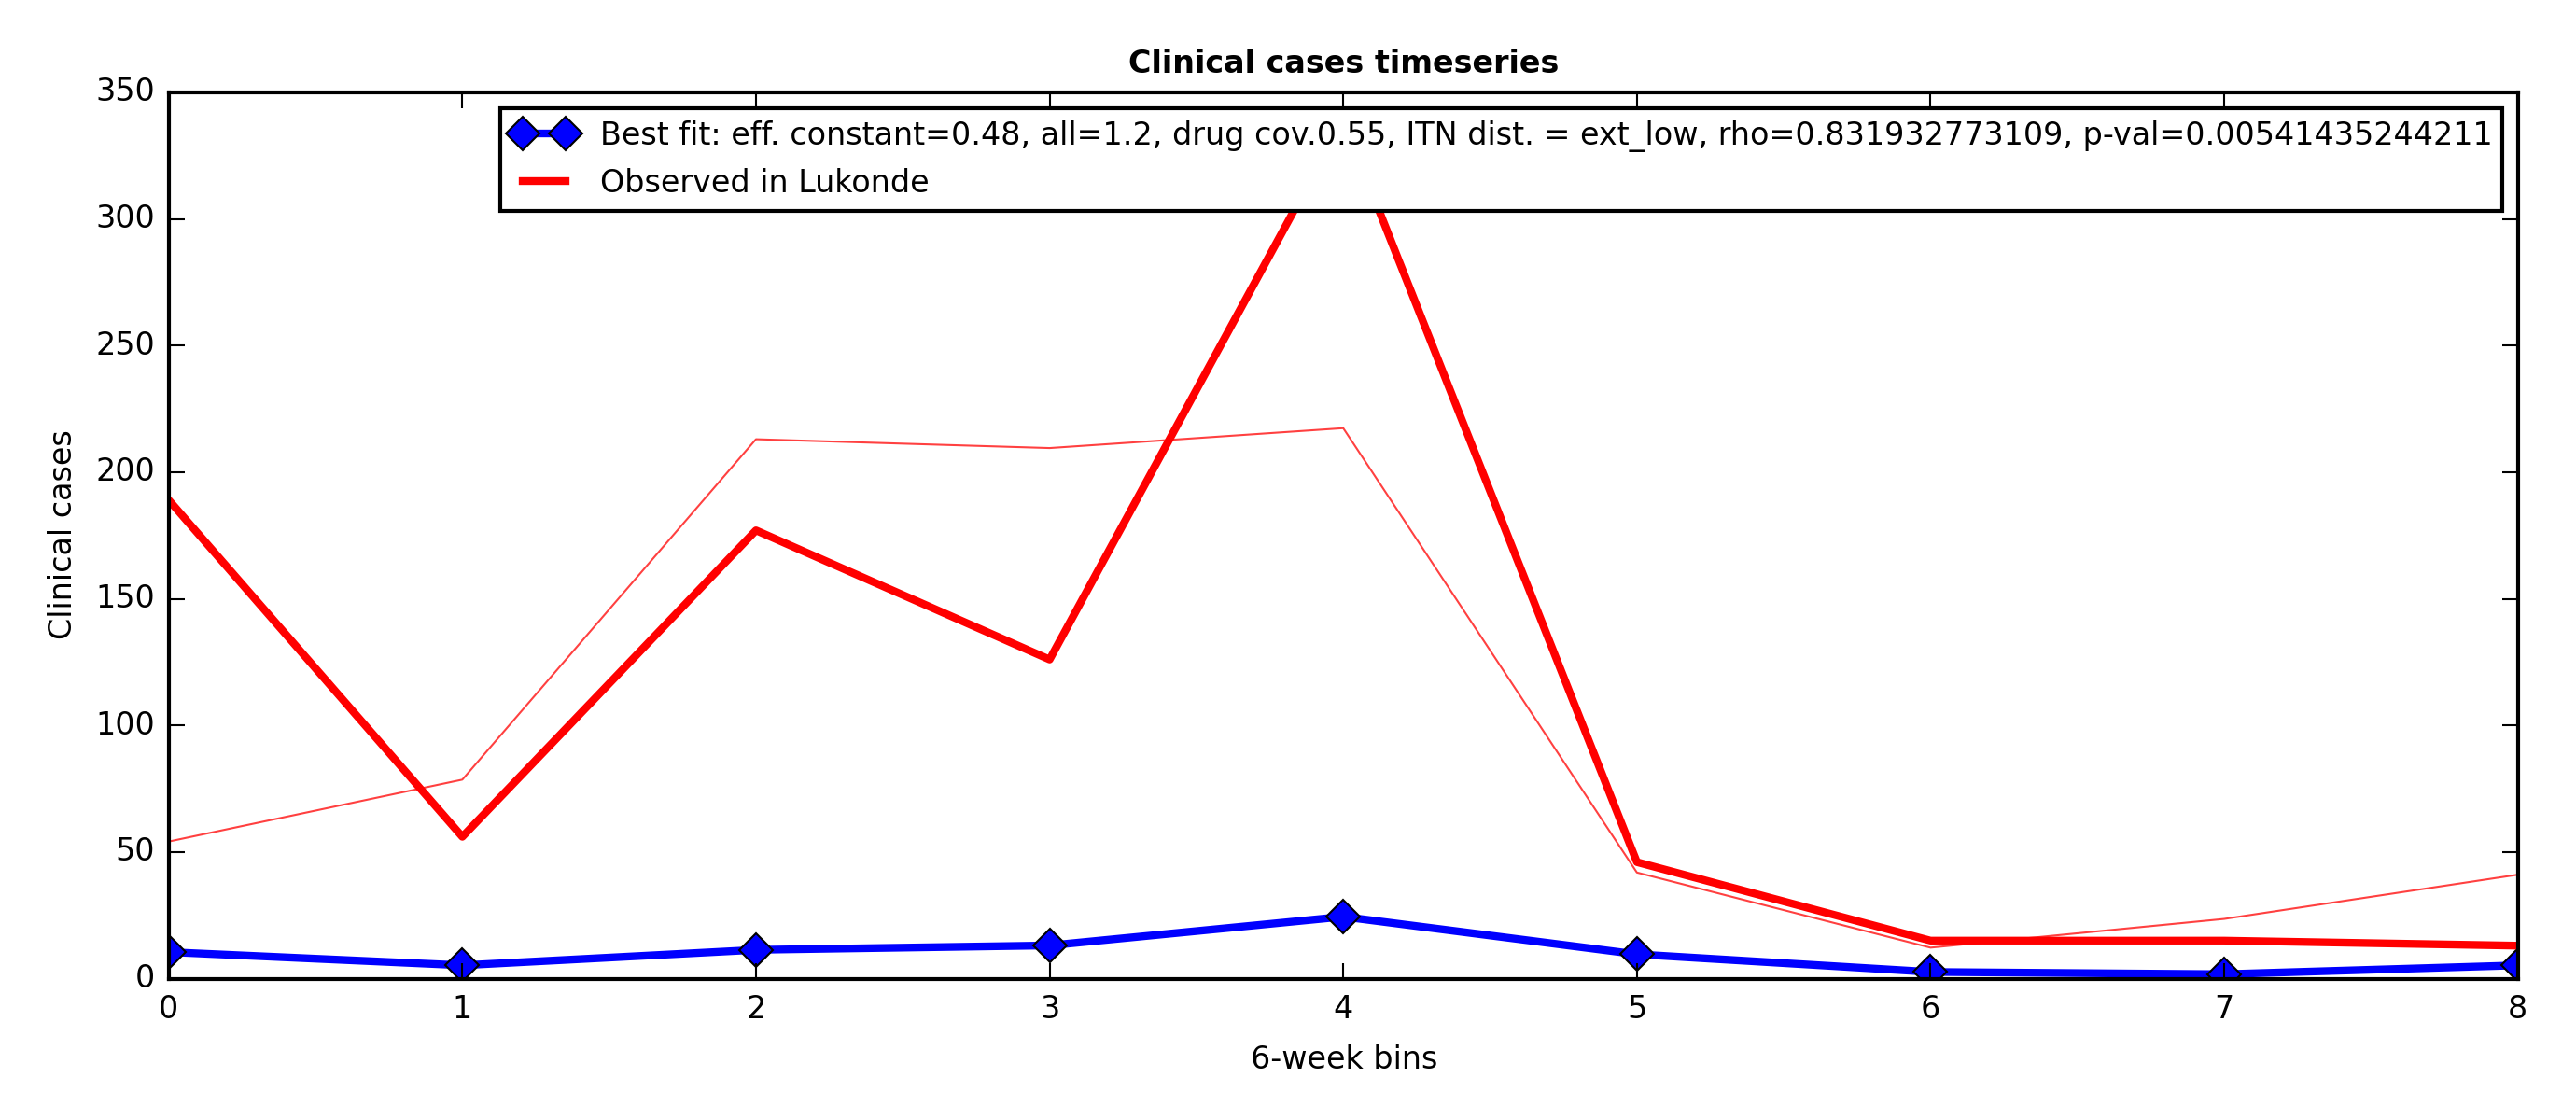 Clinical cases timeseries
350
300
250
200
150
100
50
0
Clinical cases
Best fit: eff. constant=0.48, all=1.2, drug cov.0.55, ITN dist. = ext_low, rho=0.831932773109, p-val=0.00541435244211
Observed in Lukonde
0 1 2 3 4 5 6 7 8
6-week bins